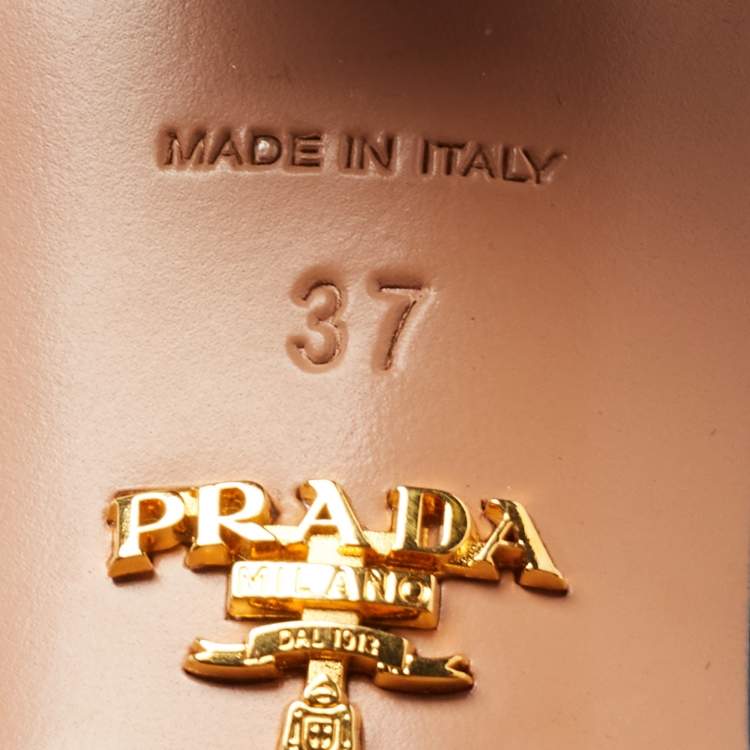 MADE IN ITALY
37
PRADA
MILANO
DAL 1913